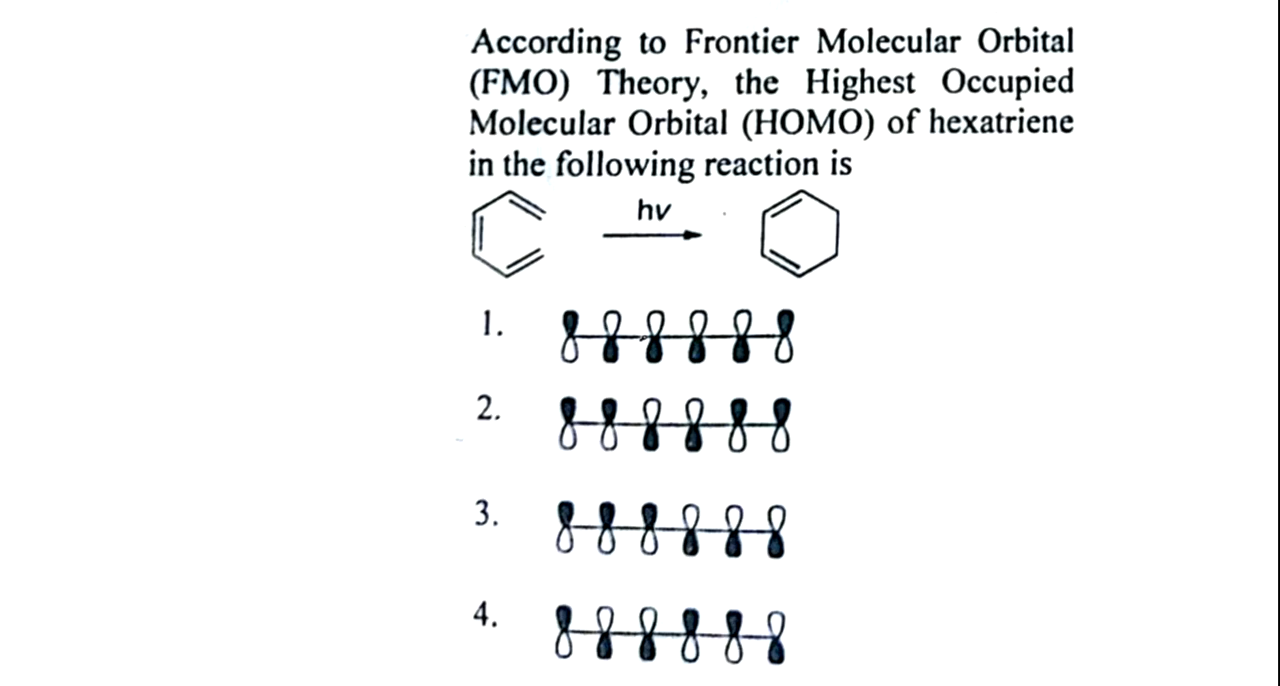 According to Frontier Molecular Orbital
(FMO) Theory, the Highest Occupied
Molecular Orbital (HOMO) of hexatriene
in the following reaction is
hν
1.
2.
3.
4.